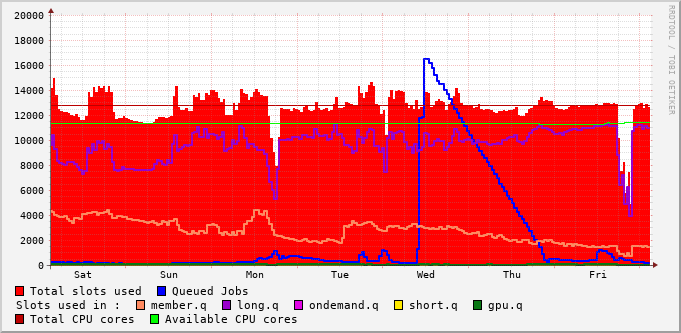 20000
18000
16000
14000
12000
10000
8000
6000
4000
2000
0
Sat Sun Mon Tue Wed Thu Fri
RRDTOOL / TOBI OETIKER
Total slots used Queued Jobs
Slots used in : member.q long.q ondemand.q short.q gpu.q
Total CPU cores Available CPU cores